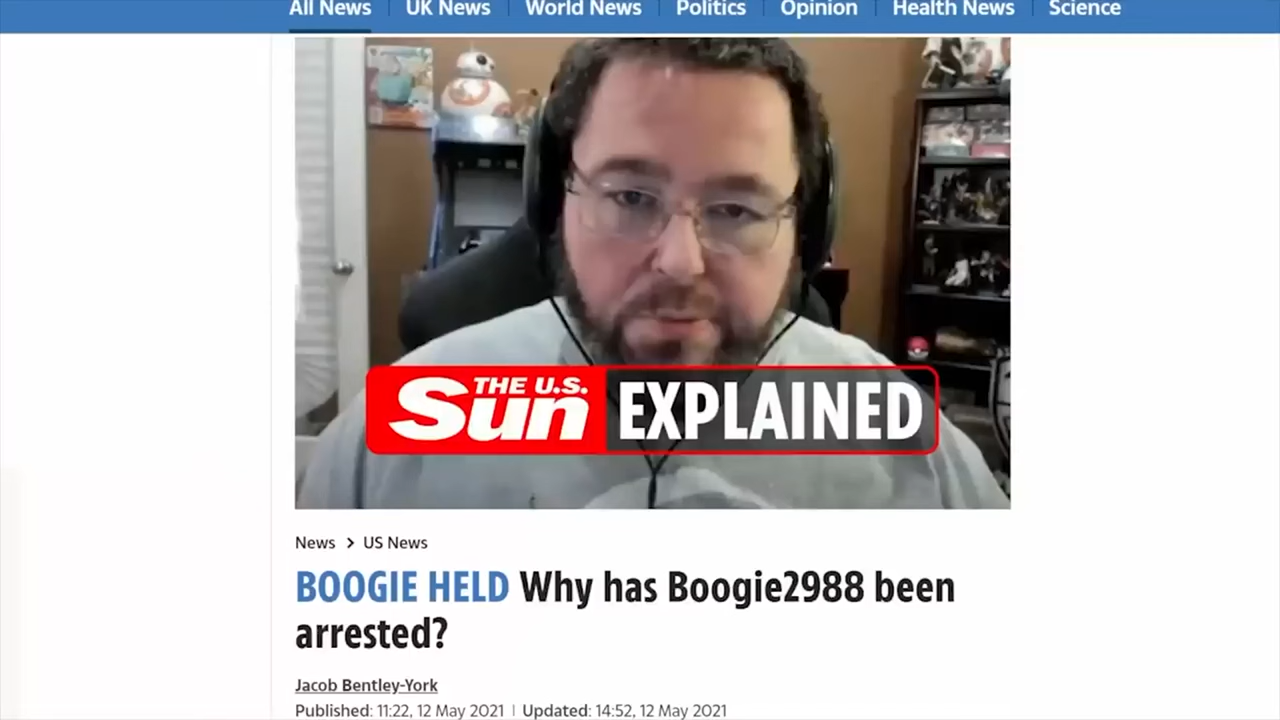 All News UK News World News Politics Opinion Health News Science
THE U.S.
Sun EXPLAINED
News > US News
BOOGIE HELD Why has Boogie2988 been
arrested?
Jacob Bentley-York
Published: 11:22, 12 May 2021 | Updated: 14:52, 12 May 2021